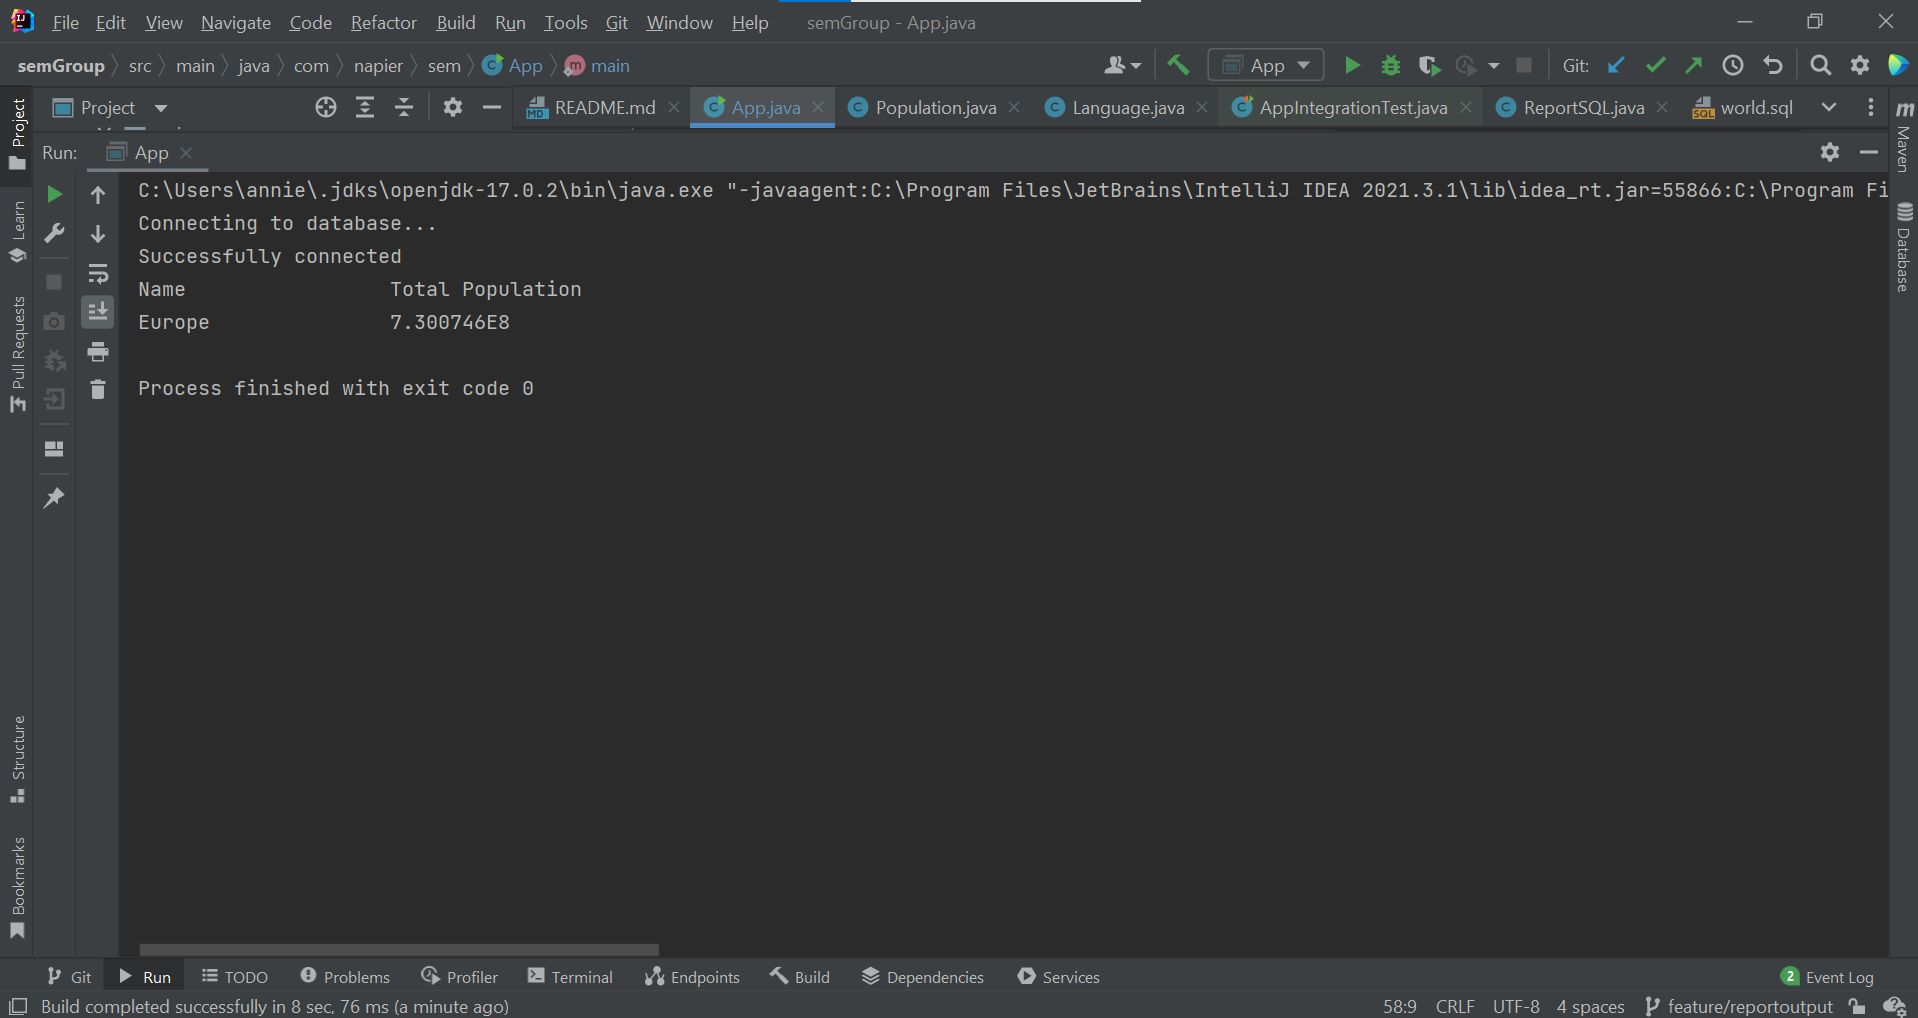 File Edit View Navigate Code Refactor Build Run Tools Git Window Help semGroup - App.java
semGroup src main java com napier sem App main App Git:
Project README.md App.java Population.java Language.java AppIntegrationTest.java ReportSQL.java world.sql
Run: App
C:\Users\annie\.jdks\openjdk-17.0.2\bin\java.exe "-javaagent:C:\Program Files\JetBrains\IntelliJ IDEA 2021.3.1\lib\idea_rt.jar=55866:C:\Program Fi
Connecting to database...
Successfully connected
Name Total Population
Europe 7.300746E8
Process finished with exit code 0
Project
Learn
Pull Requests
Structure
Bookmarks
Maven
Database
Git Run TODO Problems Profiler Terminal Endpoints Build Dependencies Services 2 Event Log
Build completed successfully in 8 sec, 76 ms (a minute ago) 58:9 CRLF UTF-8 4 spaces feature/reportoutput